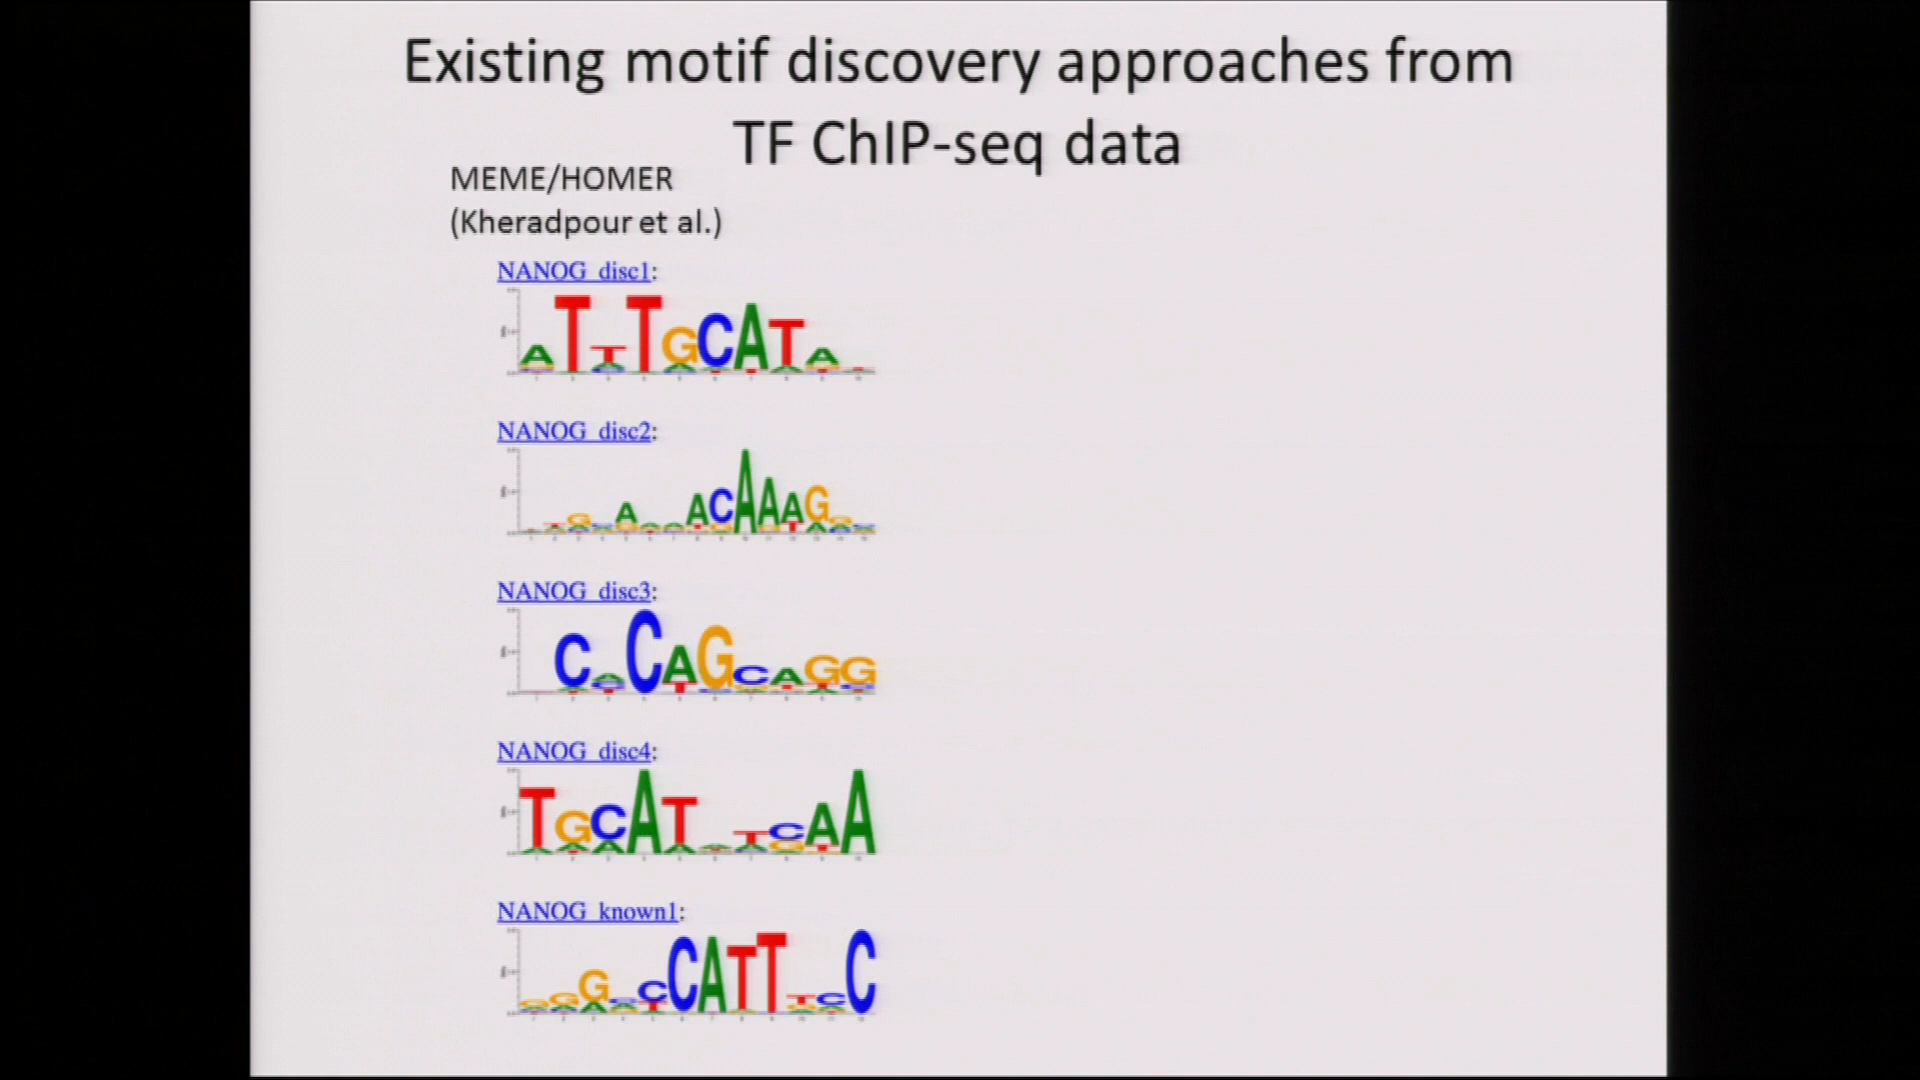 Existing motif discovery approaches from
TF ChIP-seq data
MEME/HOMER
(Kheradpour et al.)
NANOG_disc1:
NANOG_disc2:
NANOG_disc3:
NANOG_disc4:
NANOG_known1: